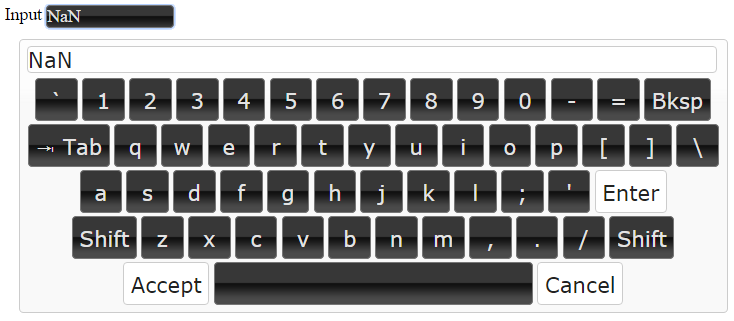 Input NaN
NaN
` 1 2 3 4 5 6 7 8 9 0 - = Bksp
⇥ Tab q w e r t y u i o p [ ] \
a s d f g h j k l ; ' Enter
Shift z x c v b n m , . / Shift
Accept Cancel